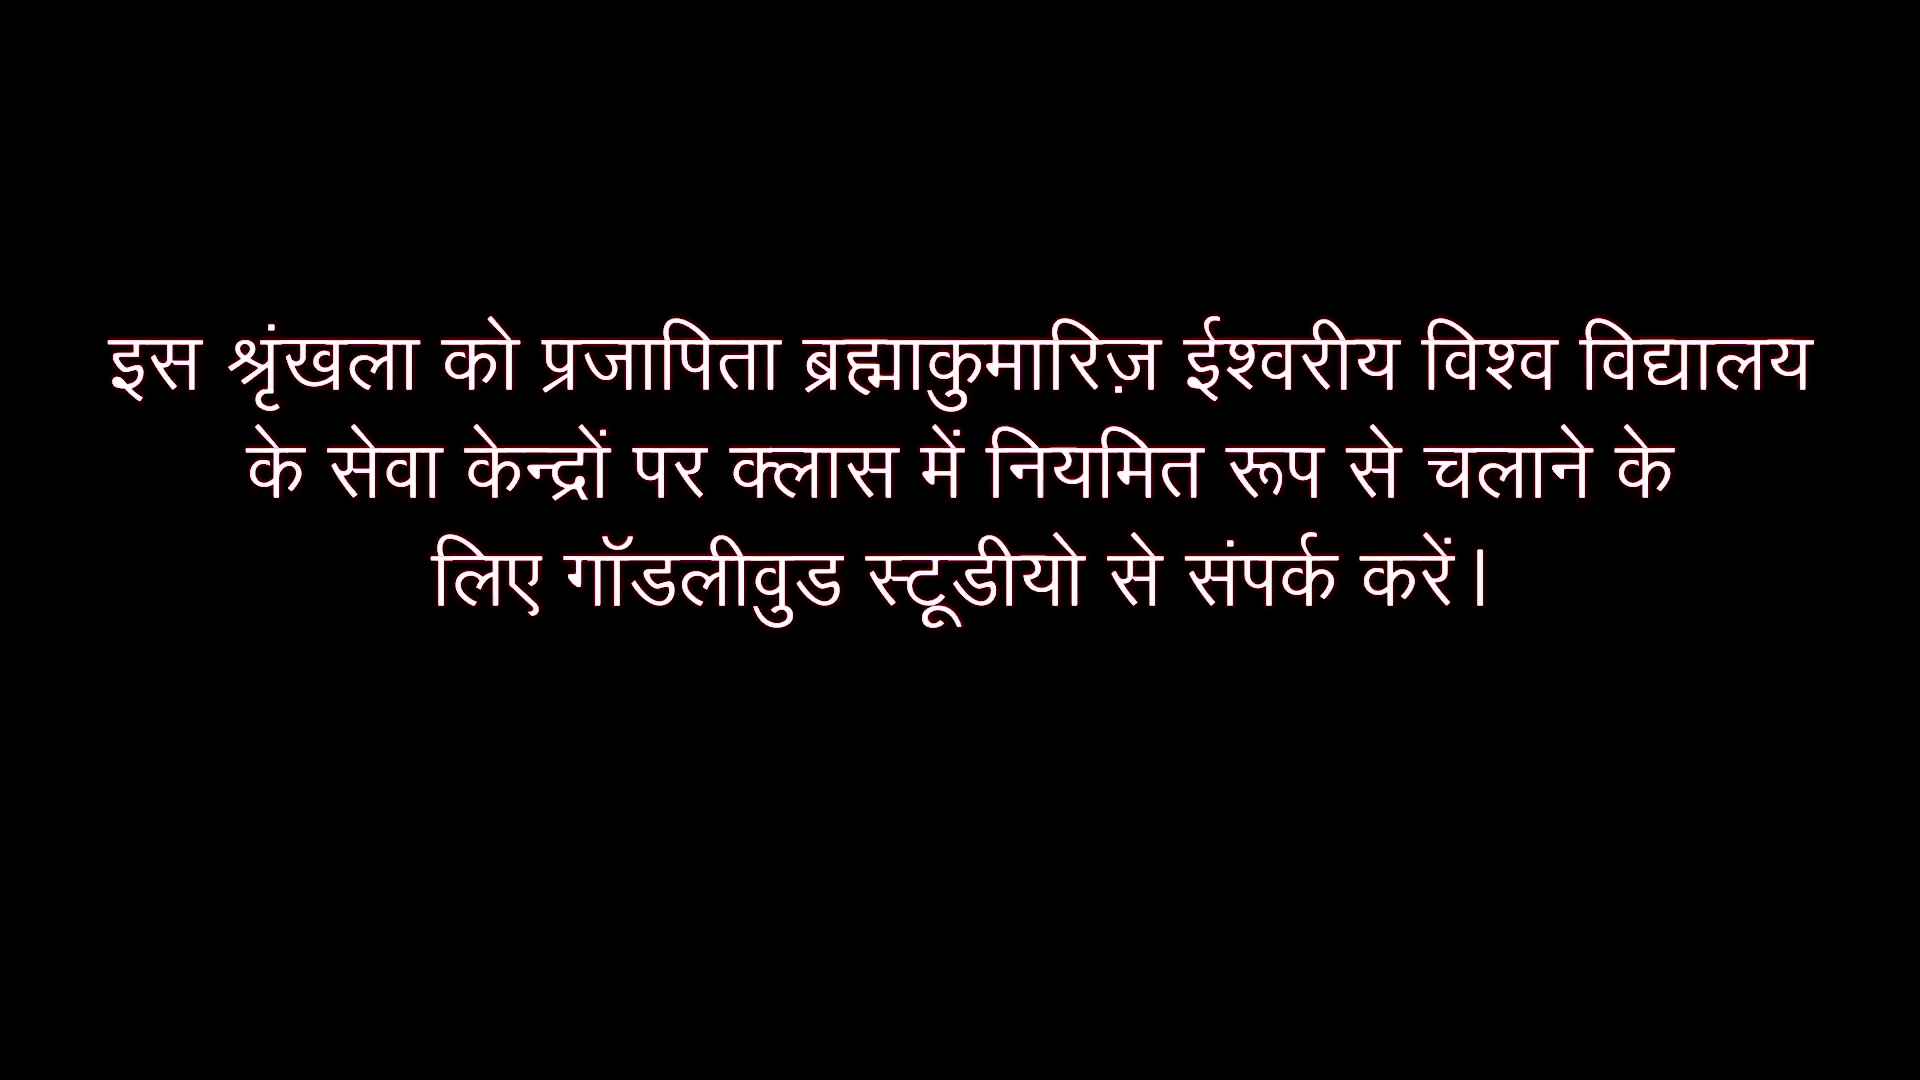 इस श्रृंखला को प्रजापिता ब्रह्माकुमारिज़ ईश्वरीय विश्व विद्यालय
के सेवा केन्द्रों पर क्लास में नियमित रूप से चलाने के
लिए गॉडलीवुड स्टूडीयो से संपर्क करें।